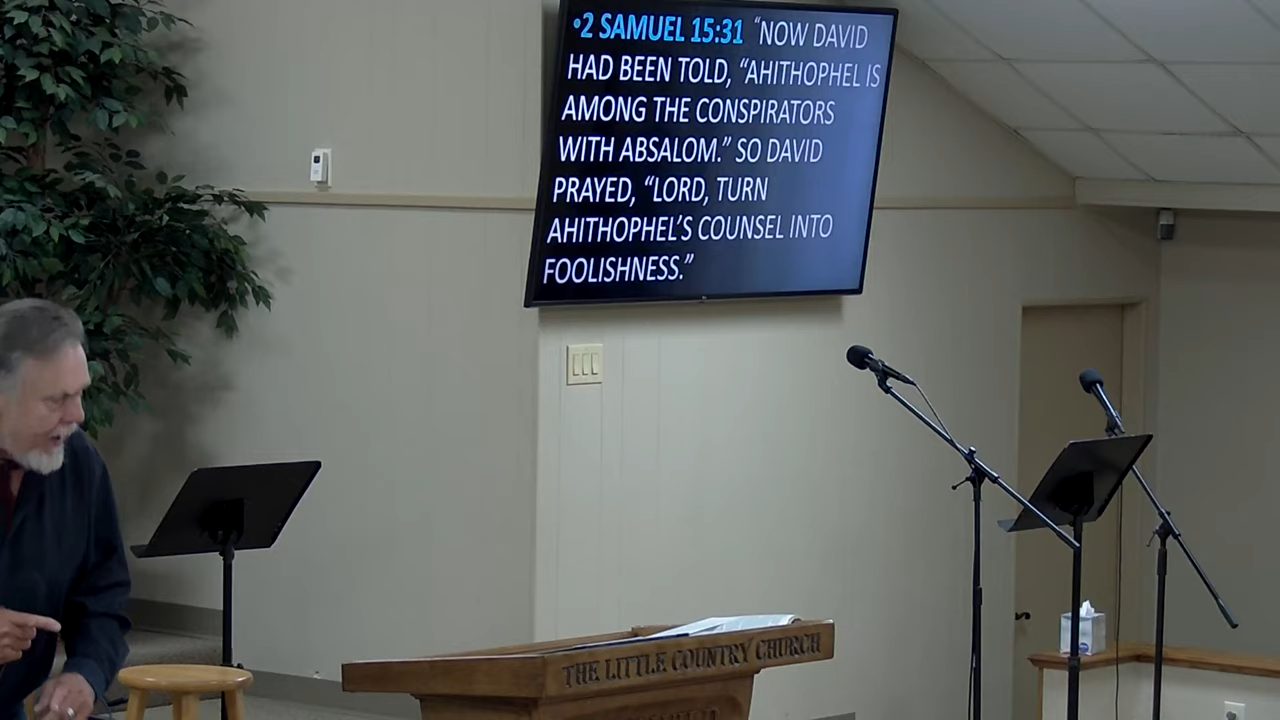 •2 SAMUEL 15:31 “NOW DAVID
HAD BEEN TOLD, “AHITHOPHEL IS
AMONG THE CONSPIRATORS
WITH ABSALOM.” SO DAVID
PRAYED, “LORD, TURN
AHITHOPHEL’S COUNSEL INTO
FOOLISHNESS.”
THE LITTLE COUNTRY CHURCH